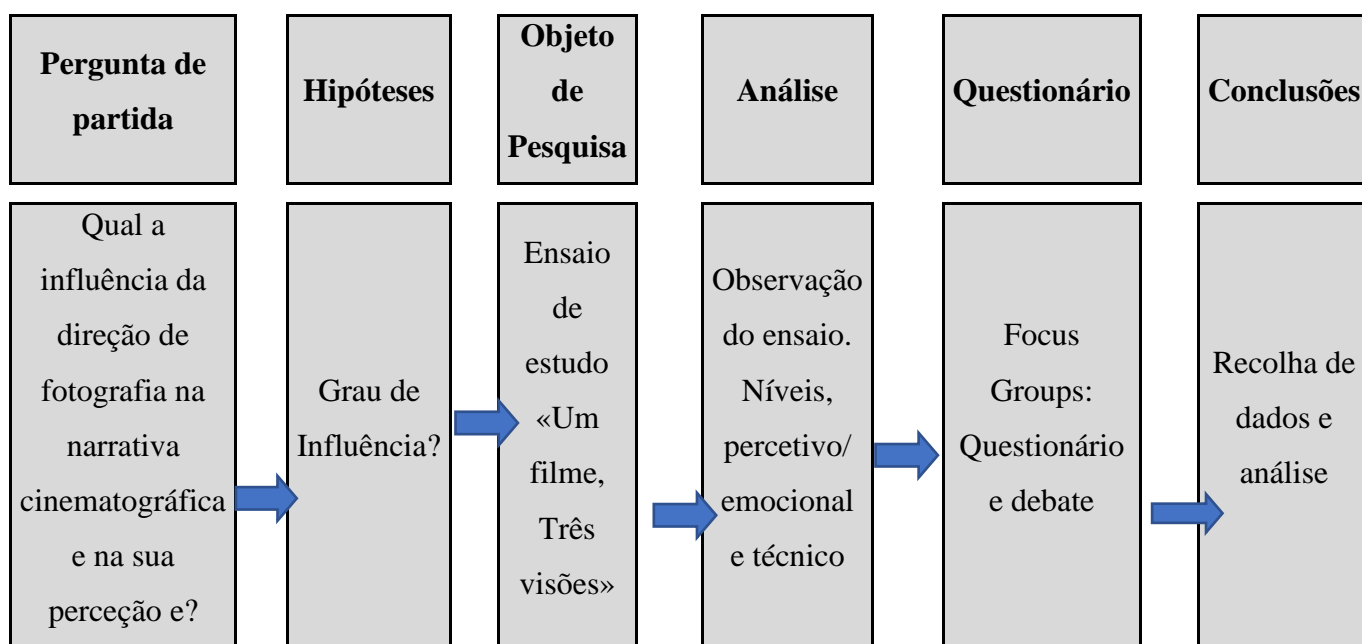 Pergunta de
partida
Hipóteses
Objeto
de
Pesquisa
Análise
Questionário
Conclusões
Qual a
influência da
direção de
fotografia na
narrativa
cinematográfica
e na sua
perceção e?
Grau de
Influência?
Ensaio
de
estudo
«Um
filme,
Três
visões»
Observação
do ensaio.
Níveis,
percetivo/
emocional
e técnico
Focus
Groups:
Questionário
e debate
Recolha de
dados e
análise